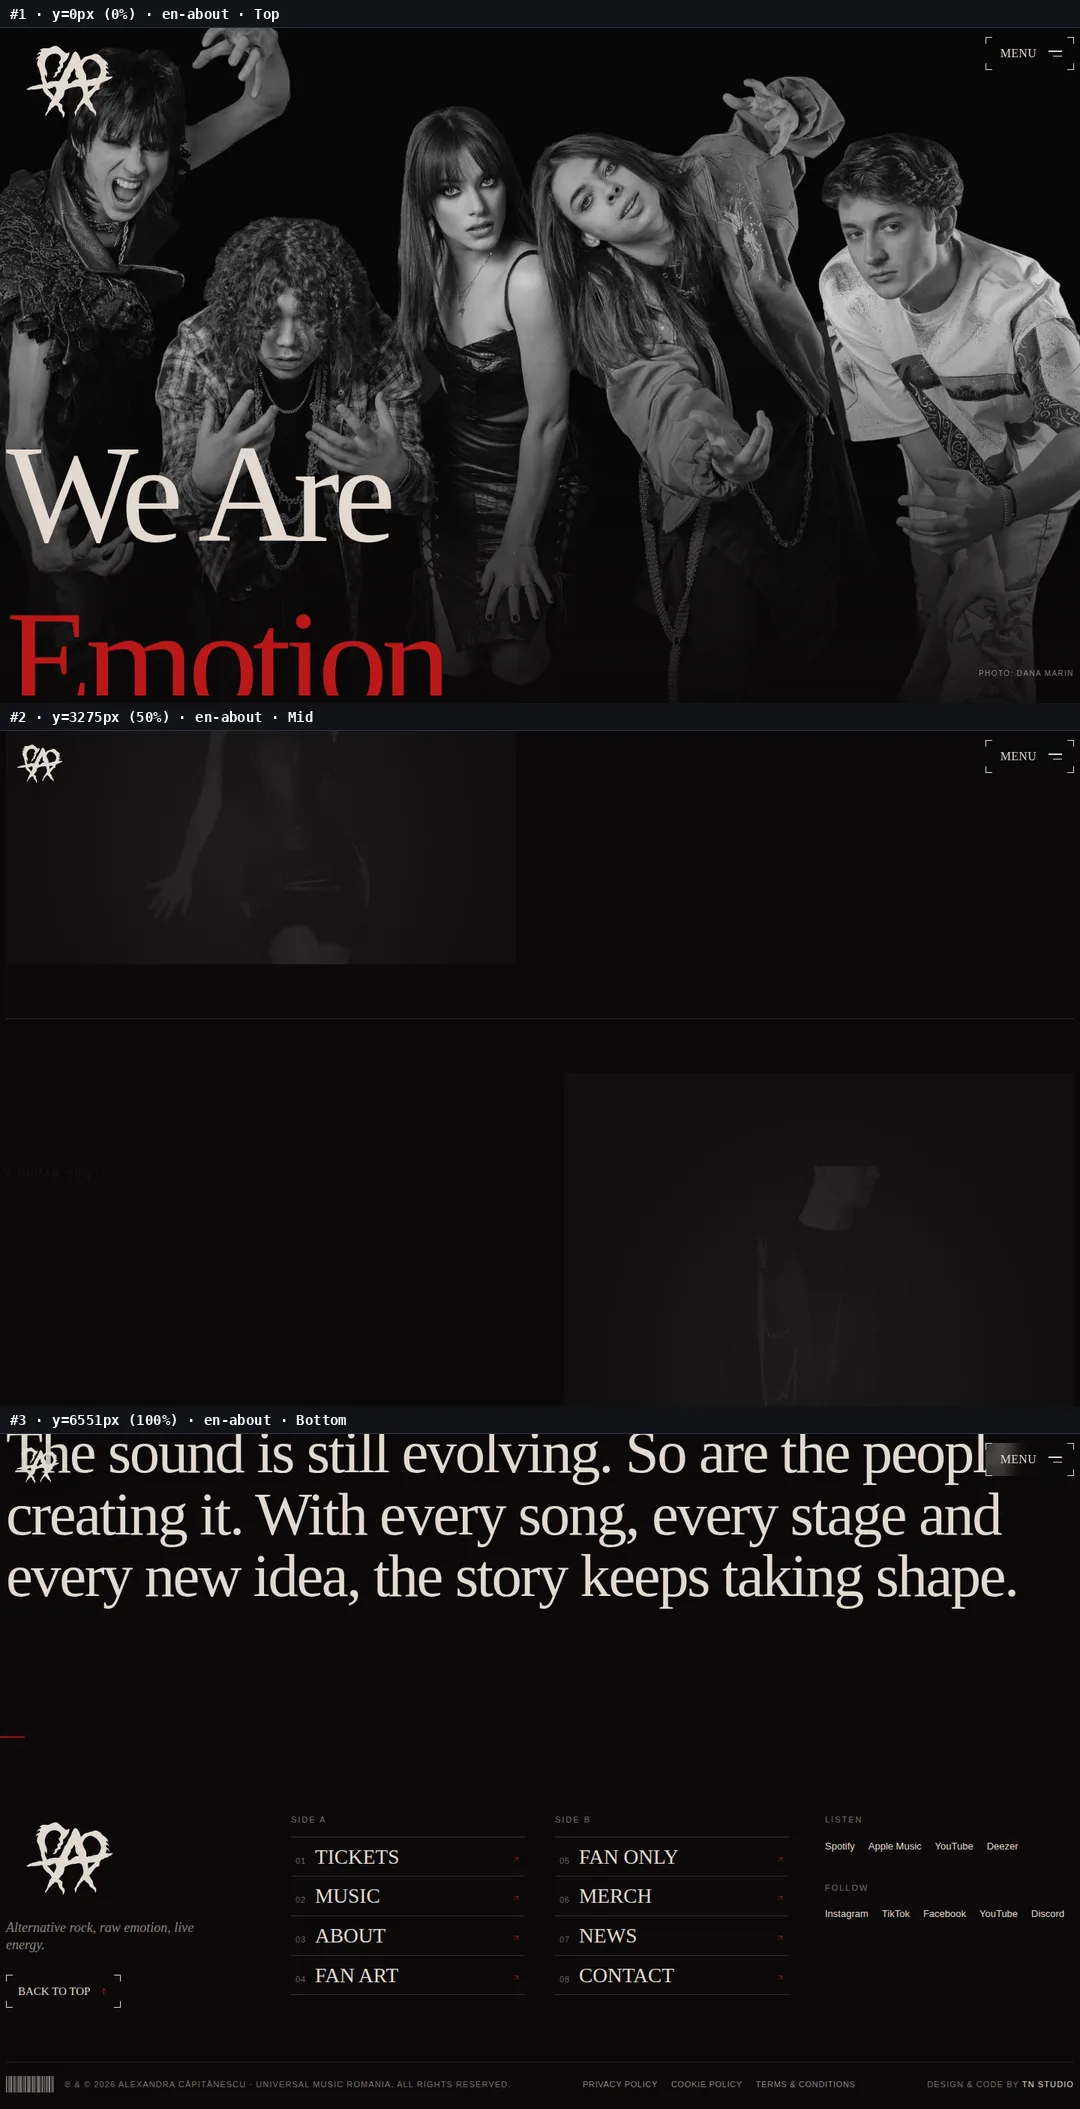 #1 · y=0px (0%) · en-about · Top
MENU
We Are
Emotion
PHOTO: DANA MARIN
#2 · y=3275px (50%) · en-about · Mid
MENU
#3 · y=6551px (100%) · en-about · Bottom
The sound is still evolving. So are the peopl
MENU
creating it. With every song, every stage and
every new idea, the story keeps taking shape.
Alternative rock, raw emotion, live
energy.
BACK TO TOP ↑
SIDE A
01 TICKETS
02 MUSIC
03 ABOUT
04 FAN ART
SIDE B
05 FAN ONLY
06 MERCH
07 NEWS
08 CONTACT
LISTEN
Spotify Apple Music YouTube Deezer
FOLLOW
Instagram TikTok Facebook YouTube Discord
℗ & © 2026 ALEXANDRA CĂPITĂNESCU · UNIVERSAL MUSIC ROMANIA. ALL RIGHTS RESERVED.
PRIVACY POLICY COOKIE POLICY TERMS & CONDITIONS
DESIGN & CODE BY TN STUDIO